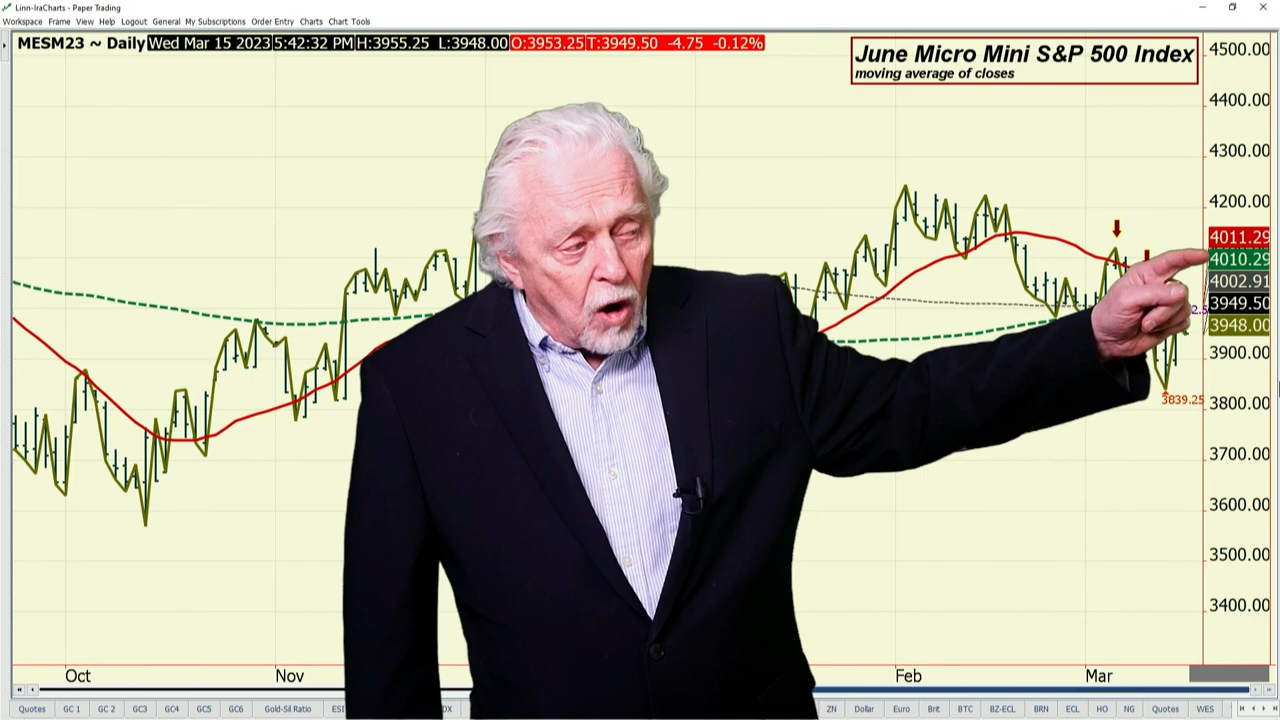 Linn-IraCharts - Paper Trading
Workspace Frame View Help Logout General My Subscriptions Order Entry Charts Chart Tools
MESM23 ~ Daily Wed Mar 15 2023 5:42:32 PM H:3955.25 L:3948.00 O:3953.25 T:3949.50 -4.75 -0.12%
June Micro Mini S&P 500 Index
moving average of closes
4500.00
4400.00
4300.00
4200.00
4011.29
4010.29
4002.91
3949.50
3948.00
3900.00
3839.25
3800.00
3700.00
3600.00
3500.00
3400.00
Oct Nov Feb Mar
Quotes GC 1 GC 2 GC3 GC4 GC5 GC6 Gold-Sil Ratio ZN Dollar Euro Brit BTC BZ-ECL BRN ECL HO NG Quotes WES